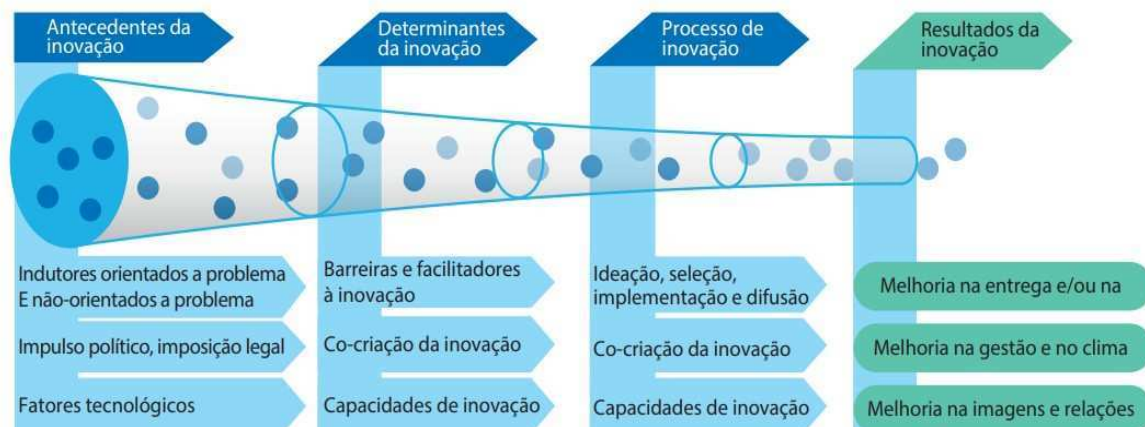 Antecedentes da
inovação
Determinantes
da inovação
Processo de
inovação
Resultados da
inovação
Indutores orientados a problema
E não-orientados a problema
Barreiras e facilitadores
à inovação
Ideação, seleção,
implementação e difusão
Melhoria na entrega e/ou na
Impulso político, imposição legal
Co-criação da inovação
Co-criação da inovação
Melhoria na gestão e no clima
Fatores tecnológicos
Capacidades de inovação
Capacidades de inovação
Melhoria na imagens e relações